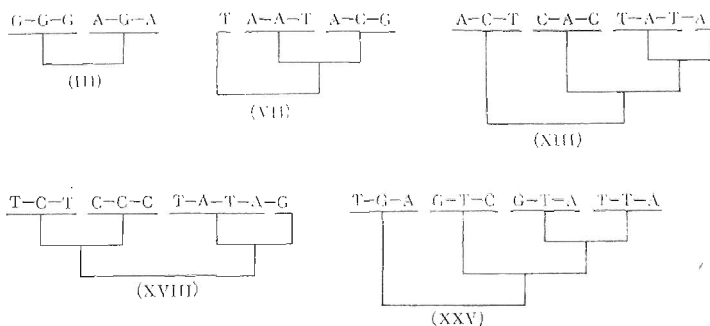 G-G-G A-G-A T A-A-T A-C-G A-C-T C-A-C T-A-T-A
(III) (VII) (XIII)
T-C-T C-C-C T-A-T-A-G T-G-A G-T-C G-T-A T-T-A
(XVIII) (XXV)